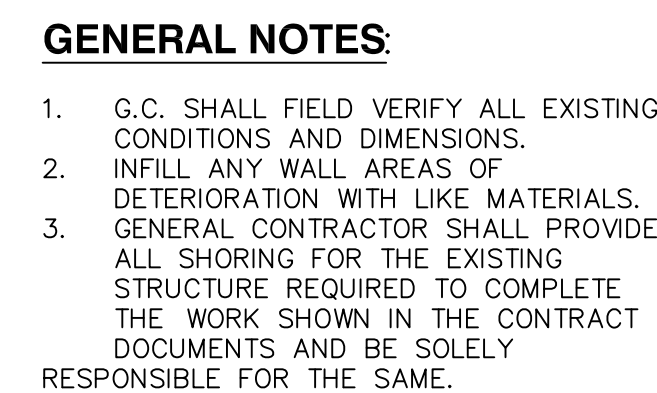 GENERAL NOTES:
1. G.C. SHALL FIELD VERIFY ALL EXISTING
CONDITIONS AND DIMENSIONS.
2. INFILL ANY WALL AREAS OF
DETERIORATION WITH LIKE MATERIALS.
3. GENERAL CONTRACTOR SHALL PROVIDE
ALL SHORING FOR THE EXISTING
STRUCTURE REQUIRED TO COMPLETE
THE WORK SHOWN IN THE CONTRACT
DOCUMENTS AND BE SOLELY
RESPONSIBLE FOR THE SAME.